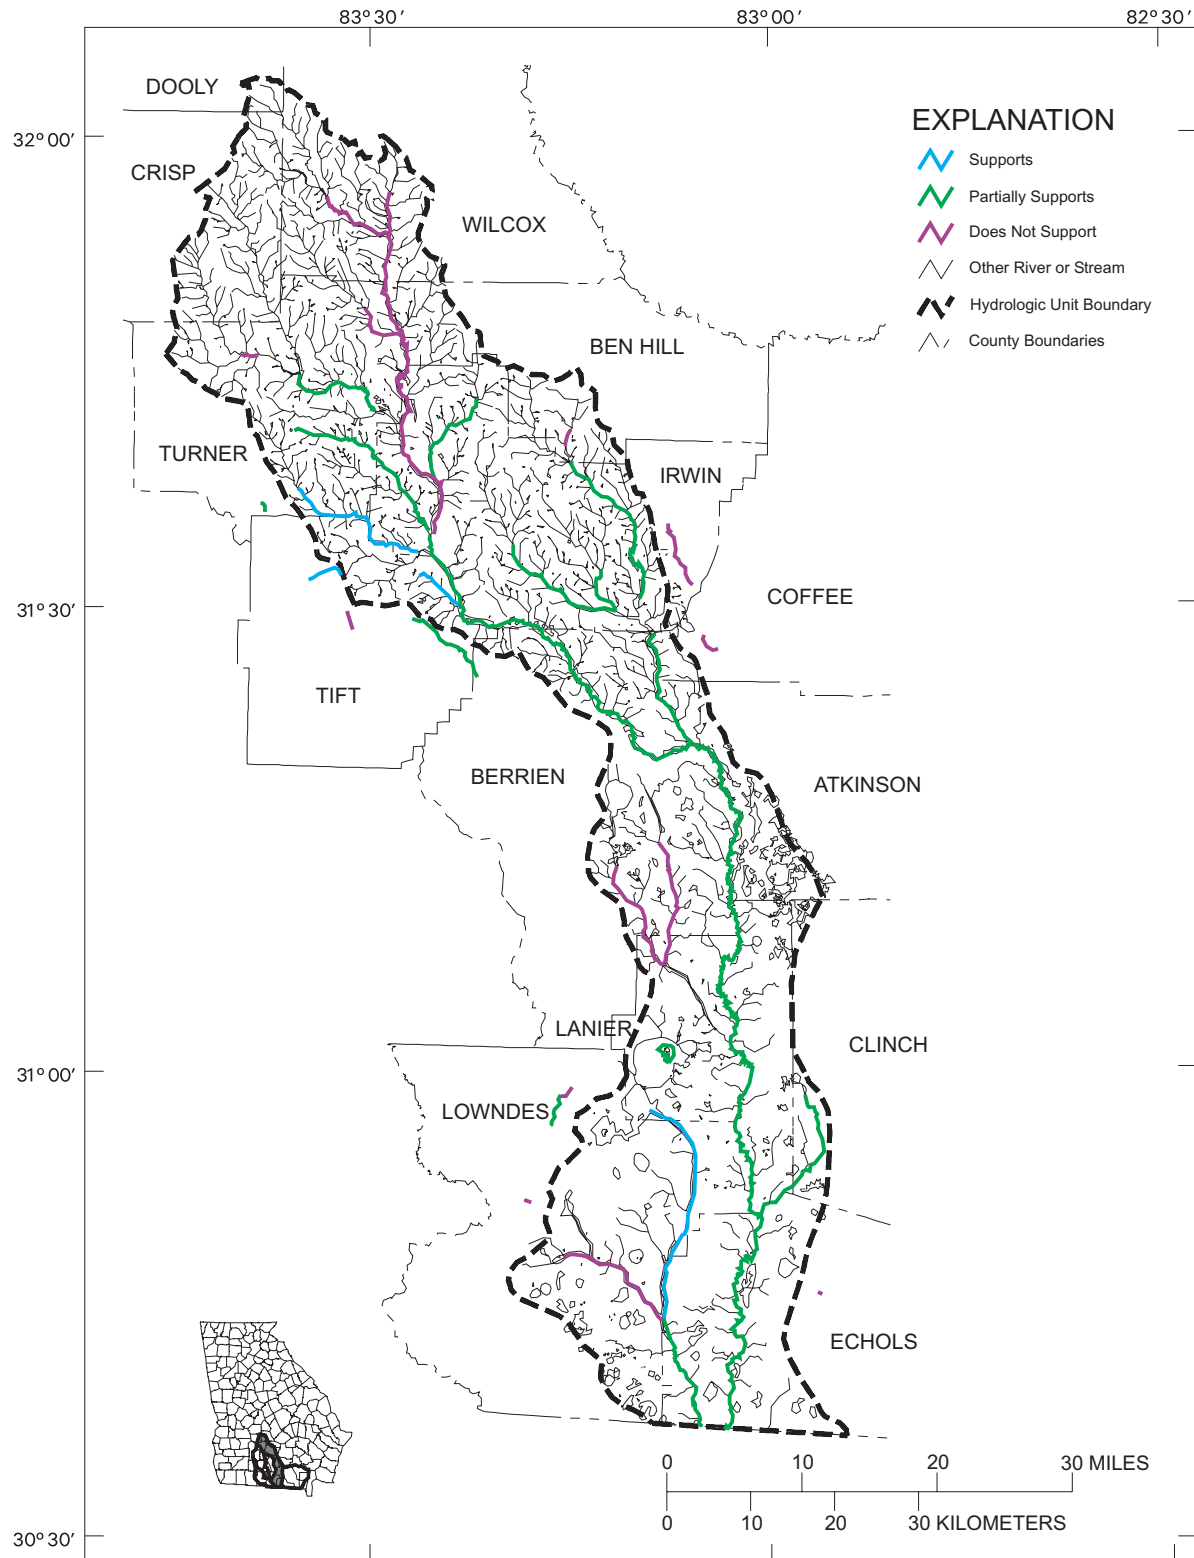 83°30′ 83°00′ 82°30′
DOOLY
32°00′
EXPLANATION
Supports
Partially Supports
Does Not Support
Other River or Stream
Hydrologic Unit Boundary
County Boundaries
CRISP
WILCOX
BEN HILL
TURNER
IRWIN
COFFEE
31°30′
TIFT
BERRIEN
ATKINSON
LANIER
CLINCH
31°00′
LOWNDES
ECHOLS
0 10 20 30 MILES
0 10 20 30 KILOMETERS
30°30′